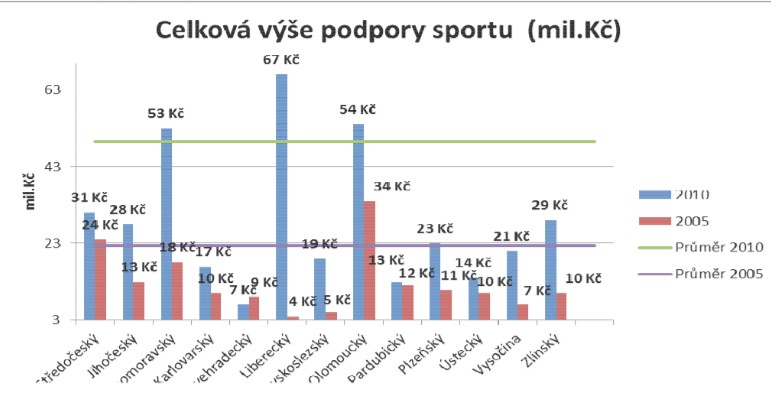 Celková výše podpory sportu (mil.Kč)
mil.Kč
63
43
23
3
31 Kč
24 Kč
28 Kč
13 Kč
53 Kč
18 Kč
17 Kč
10 Kč
7 Kč
9 Kč
67 Kč
4 Kč
19 Kč
5 Kč
54 Kč
34 Kč
13 Kč
12 Kč
23 Kč
11 Kč
14 Kč
10 Kč
21 Kč
7 Kč
29 Kč
10 Kč
Středočeský
Jihočeský
omoravský
Karlovarský
vehradecký
Liberecký
vskoslezský
Olomoucký
Pardubický
Plzeňský
Ústecký
Vysočina
Zlínský
2010
2005
Průměr 2010
Průměr 2005